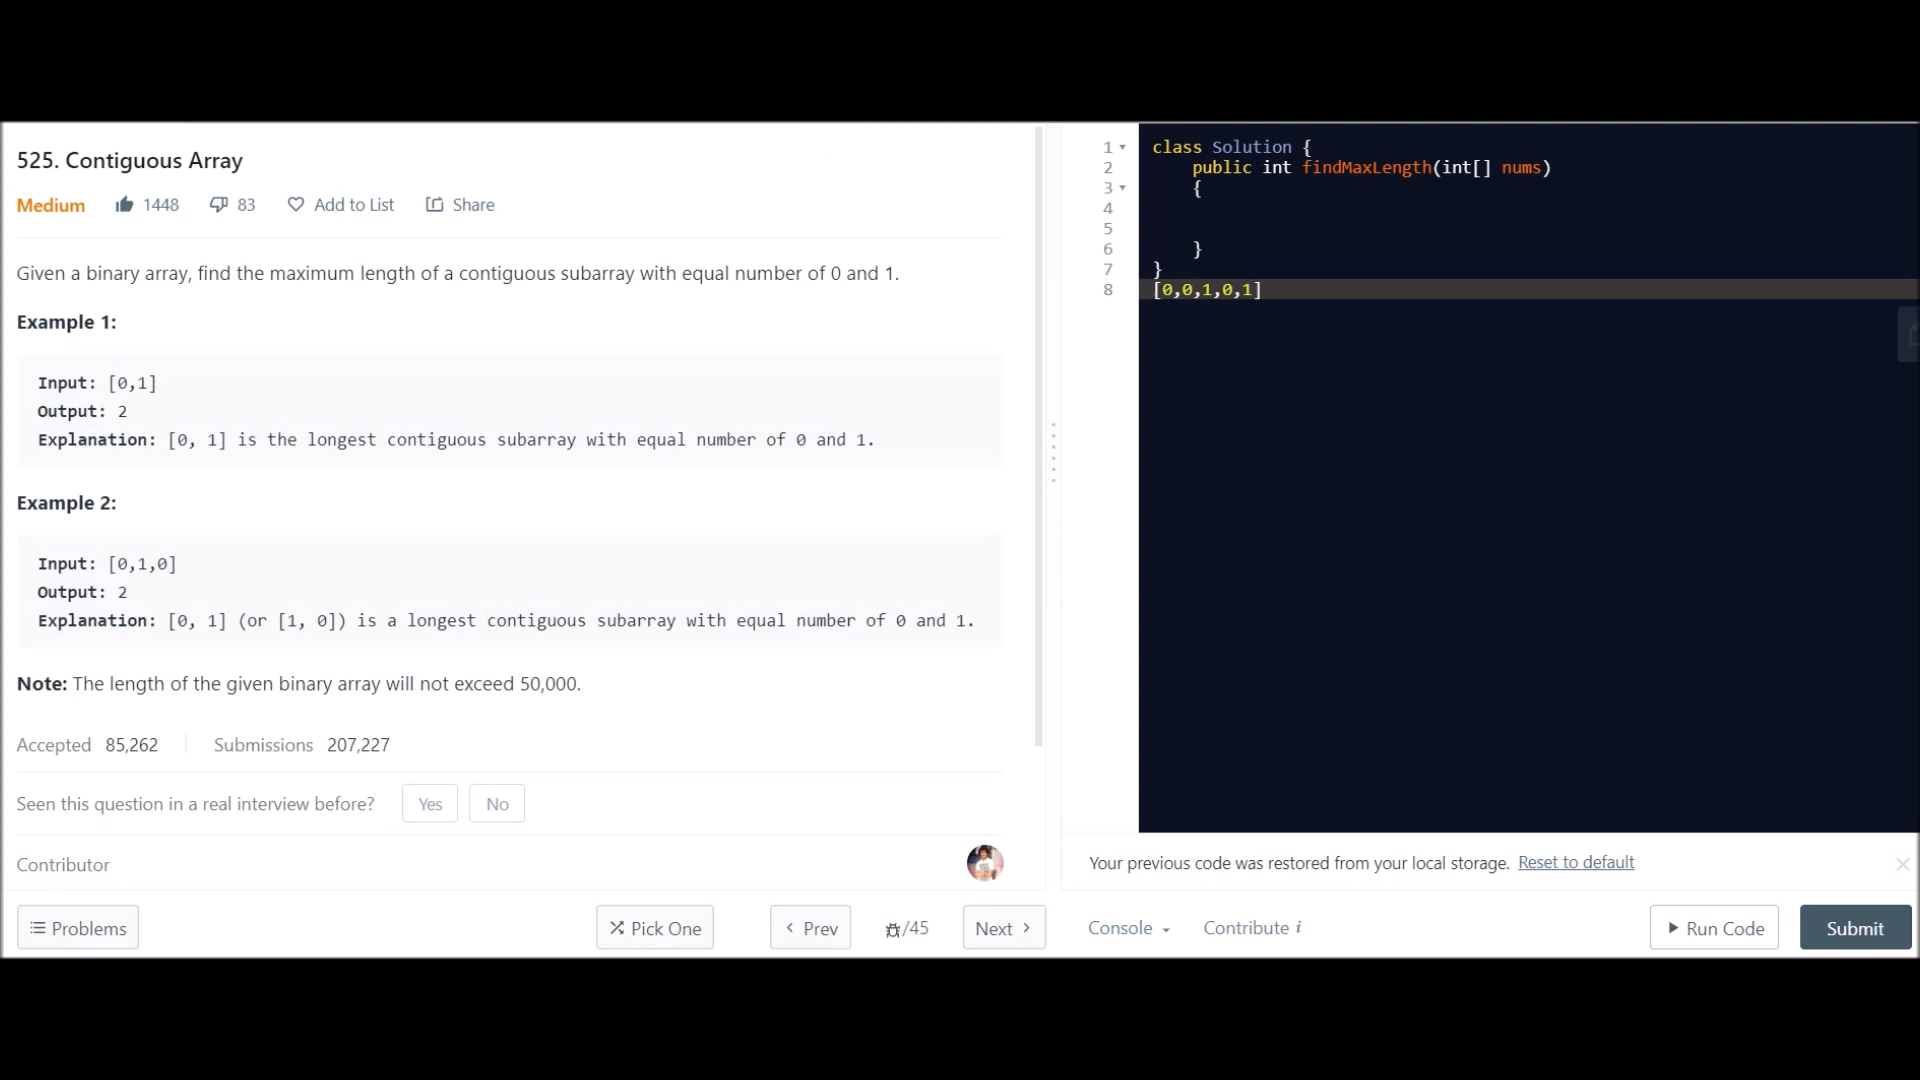 525. Contiguous Array
Medium 1448 83 Add to List Share
Given a binary array, find the maximum length of a contiguous subarray with equal number of 0 and 1.
Example 1:
Input: [0,1]
Output: 2
Explanation: [0, 1] is the longest contiguous subarray with equal number of 0 and 1.
Example 2:
Input: [0,1,0]
Output: 2
Explanation: [0, 1] (or [1, 0]) is a longest contiguous subarray with equal number of 0 and 1.
Note: The length of the given binary array will not exceed 50,000.
Accepted 85,262 Submissions 207,227
Seen this question in a real interview before? Yes No
Contributor
Problems Pick One Prev /45 Next
1 class Solution {
2 public int findMaxLength(int[] nums)
3 {
4
5
6 }
7 }
8 [0,0,1,0,1]
Your previous code was restored from your local storage. Reset to default
Console Contribute i Run Code Submit